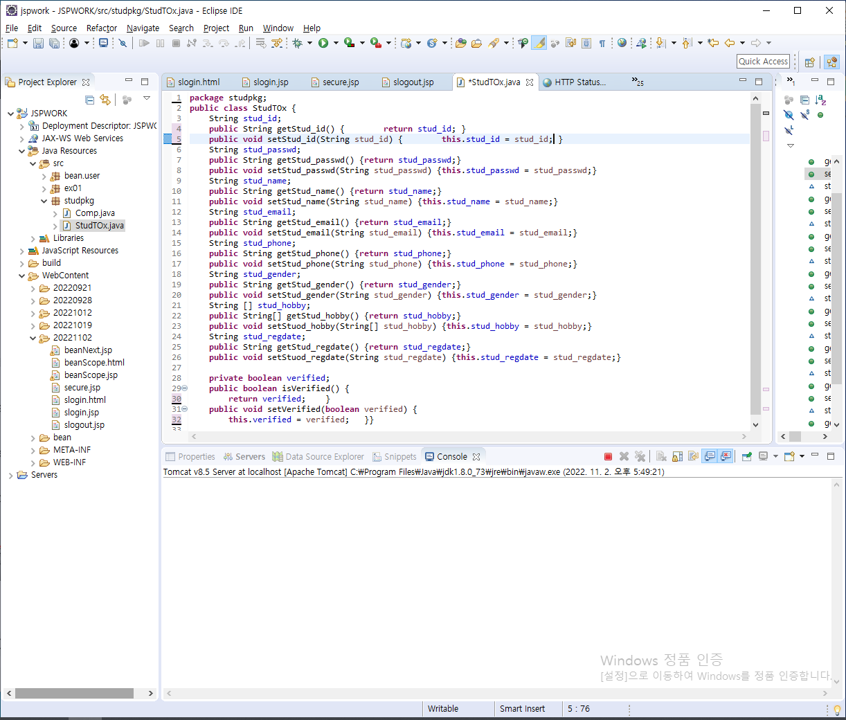 jspwork - JSPWORK/src/studpkg/StudTOx.java - Eclipse IDE
File Edit Source Refactor Navigate Search Project Run Window Help
Quick Access
Project Explorer
JSPWORK
Deployment Descriptor: JSPWO
JAX-WS Web Services
Java Resources
src
bean.user
ex01
studpkg
Comp.java
StudTOx.java
Libraries
JavaScript Resources
build
WebContent
20220921
20220928
20221012
20221019
20221102
beanNext.jsp
beanScope.html
beanScope.jsp
secure.jsp
slogin.html
slogin.jsp
slogout.jsp
bean
META-INF
WEB-INF
Servers
slogin.html slogin.jsp secure.jsp slogout.jsp *StudTOx.java HTTP Status... »25
1 package studpkg;
2 public class StudTOx {
3 String stud_id;
4 public String getStud_id() { return stud_id; }
5 public void setStud_id(String stud_id) { this.stud_id = stud_id; }
6 String stud_passwd;
7 public String getStud_passwd() {return stud_passwd;}
8 public void setStud_passwd(String stud_passwd) {this.stud_passwd = stud_passwd;}
9 String stud_name;
10 public String getStud_name() {return stud_name;}
11 public void setStud_name(String stud_name) {this.stud_name = stud_name;}
12 String stud_email;
13 public String getStud_email() {return stud_email;}
14 public void setStud_email(String stud_email) {this.stud_email = stud_email;}
15 String stud_phone;
16 public String getStud_phone() {return stud_phone;}
17 public void setStud_phone(String stud_phone) {this.stud_phone = stud_phone;}
18 String stud_gender;
19 public String getStud_gender() {return stud_gender;}
20 public void setStud_gender(String stud_gender) {this.stud_gender = stud_gender;}
21 String [] stud_hobby;
22 public String[] getStud_hobby() {return stud_hobby;}
23 public void setStuod_hobby(String[] stud_hobby) {this.stud_hobby = stud_hobby;}
24 String stud_regdate;
25 public String getStud_regdate() {return stud_regdate;}
26 public void setStuod_regdate(String stud_regdate) {this.stud_regdate = stud_regdate;}
27
28 private boolean verified;
29 public boolean isVerified() {
30 return verified; }
31 public void setVerified(boolean verified) {
32 this.verified = verified; }}
33
»1
Properties Servers Data Source Explorer Snippets Console
Tomcat v8.5 Server at localhost [Apache Tomcat] C:₩Program Files₩Java₩jdk1.8.0_73₩jre₩bin₩javaw.exe (2022. 11. 2. 오후 5:49:21)
Windows 정품 인증
[설정]으로 이동하여 Windows를 정품 인증합니다.
Writable Smart Insert 5 : 76